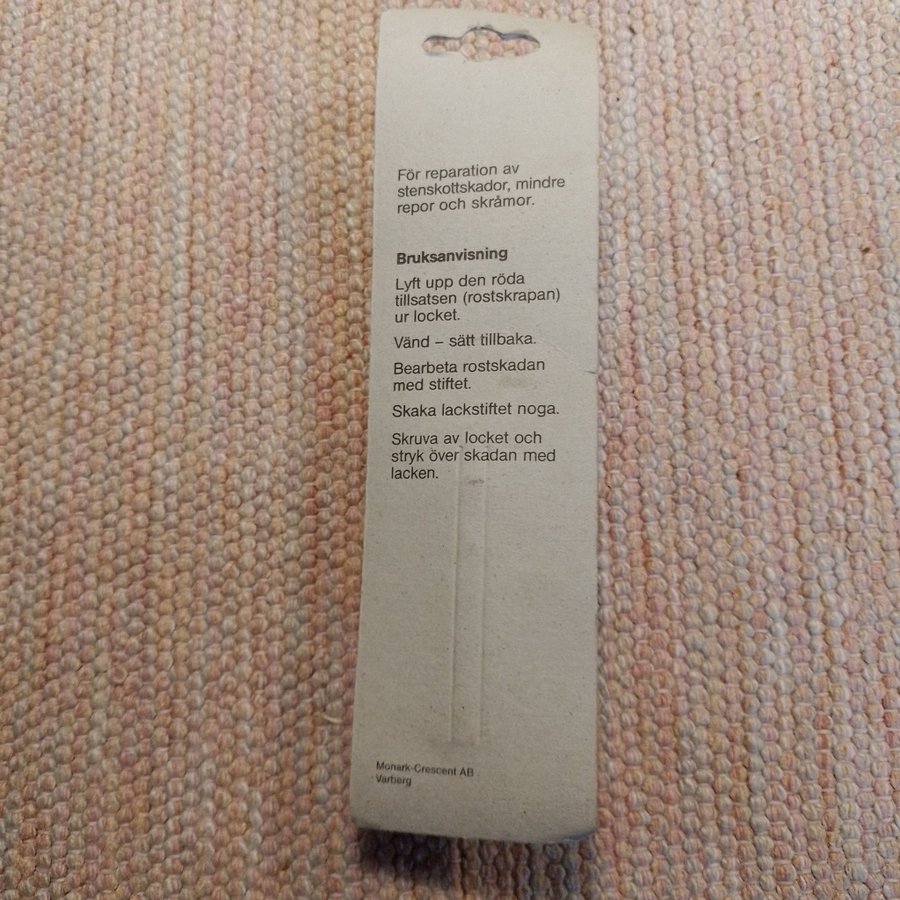 För reparation av
stenskottskador, mindre
repor och skråmor.
Bruksanvisning
Lyft upp den röda
tillsatsen (rostskrapan)
ur locket.
Vänd – sätt tillbaka.
Bearbeta rostskadan
med stiftet.
Skaka lackstiftet noga.
Skruva av locket och
stryk över skadan med
lacken.
Monark-Crescent AB
Varberg